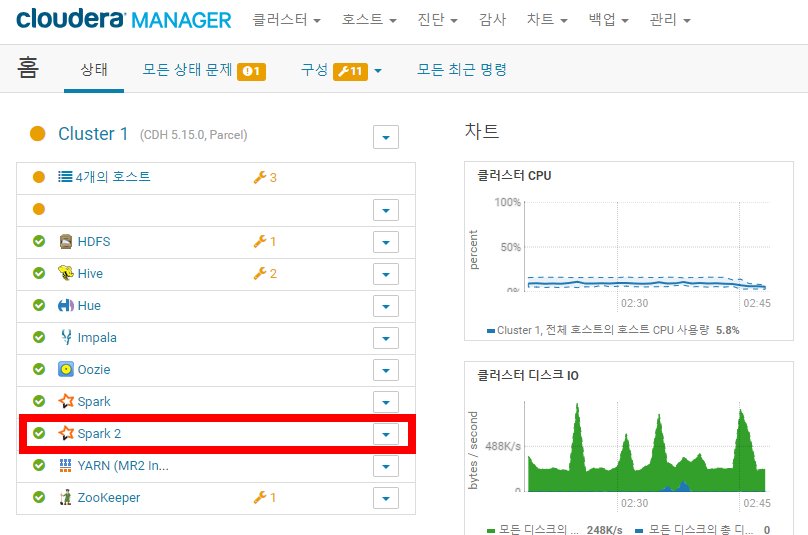 cloudera MANAGER 클러스터 호스트 진단 감사 차트 백업 관리
홈 상태 모든 상태 문제 1 구성 11 모든 최근 명령
Cluster 1 (CDH 5.15.0, Parcel)
4개의 호스트 3
HDFS 1
Hive 2
Hue
Impala
Oozie
Spark
Spark 2
YARN (MR2 In...
ZooKeeper 1
차트
클러스터 CPU
percent
100%
50%
0%
02:30 02:45
Cluster 1, 전체 호스트의 호스트 CPU 사용량 5.8%
클러스터 디스크 IO
bytes / second
488K/s
0
02:30 02:45
모든 디스크의 ... 248K/s 모든 디스크의 총 디... 0